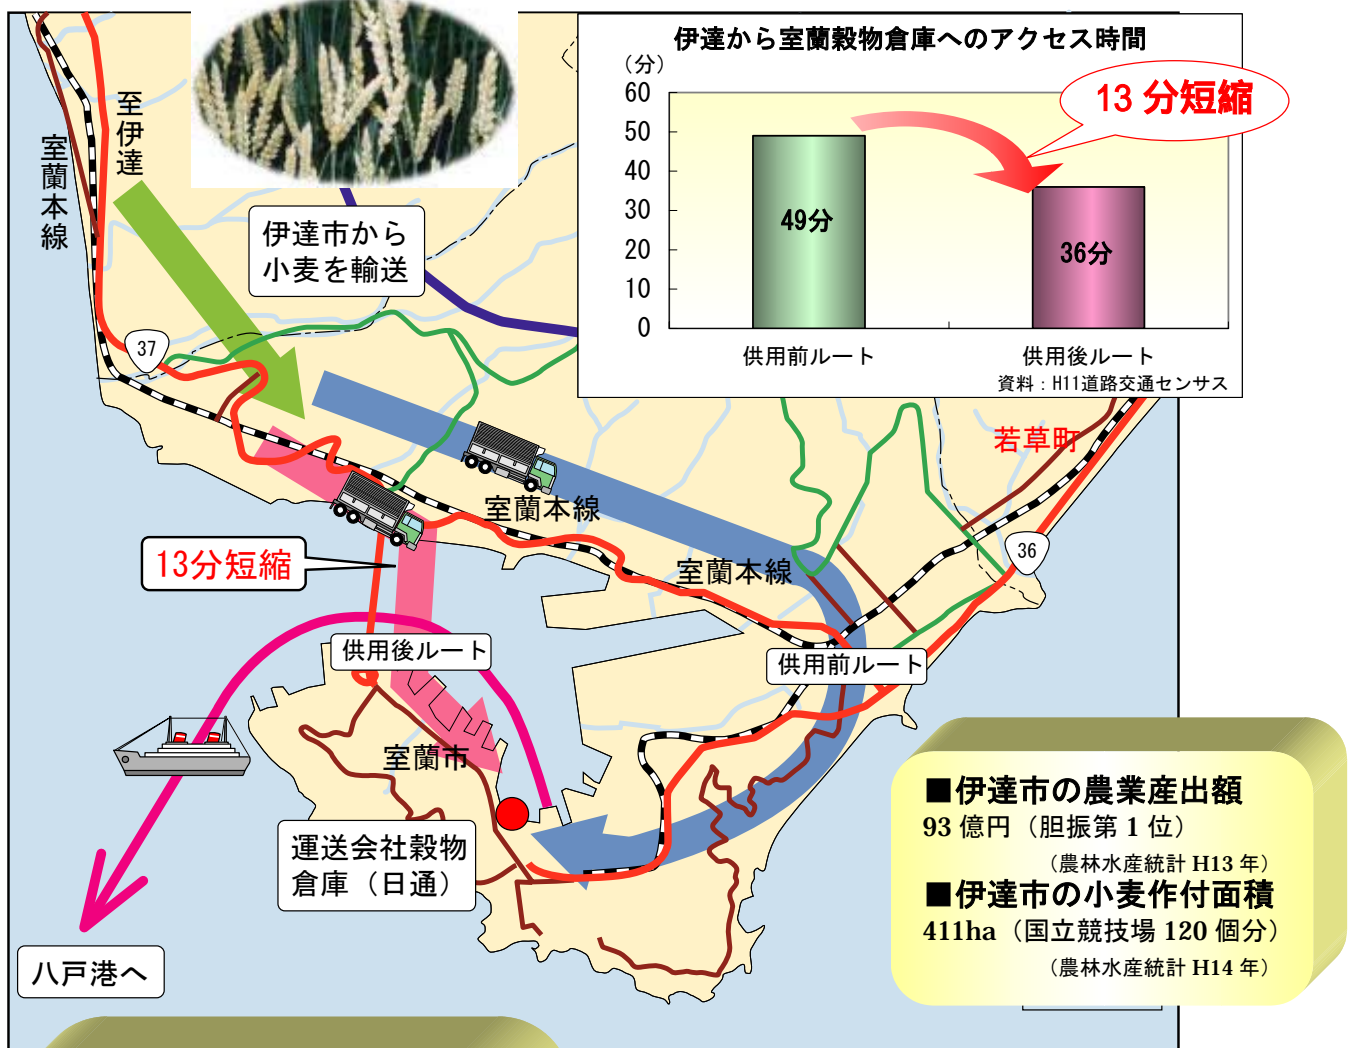 伊達から室蘭穀物倉庫へのアクセス時間
（分）
60
50
40
30
20
10
0
49分
36分
13 分短縮
供用前ルート
供用後ルート
資料：H11道路交通センサス
至伊達
室蘭本線
伊達市から
小麦を輸送
37
若草町
室蘭本線
36
室蘭本線
13分短縮
供用後ルート
供用前ルート
室蘭市
運送会社穀物
倉庫（日通）
八戸港へ
■伊達市の農業産出額
93 億円（胆振第 1 位）
（農林水産統計 H13 年）
■伊達市の小麦作付面積
411ha（国立競技場 120 個分）
（農林水産統計 H14 年）